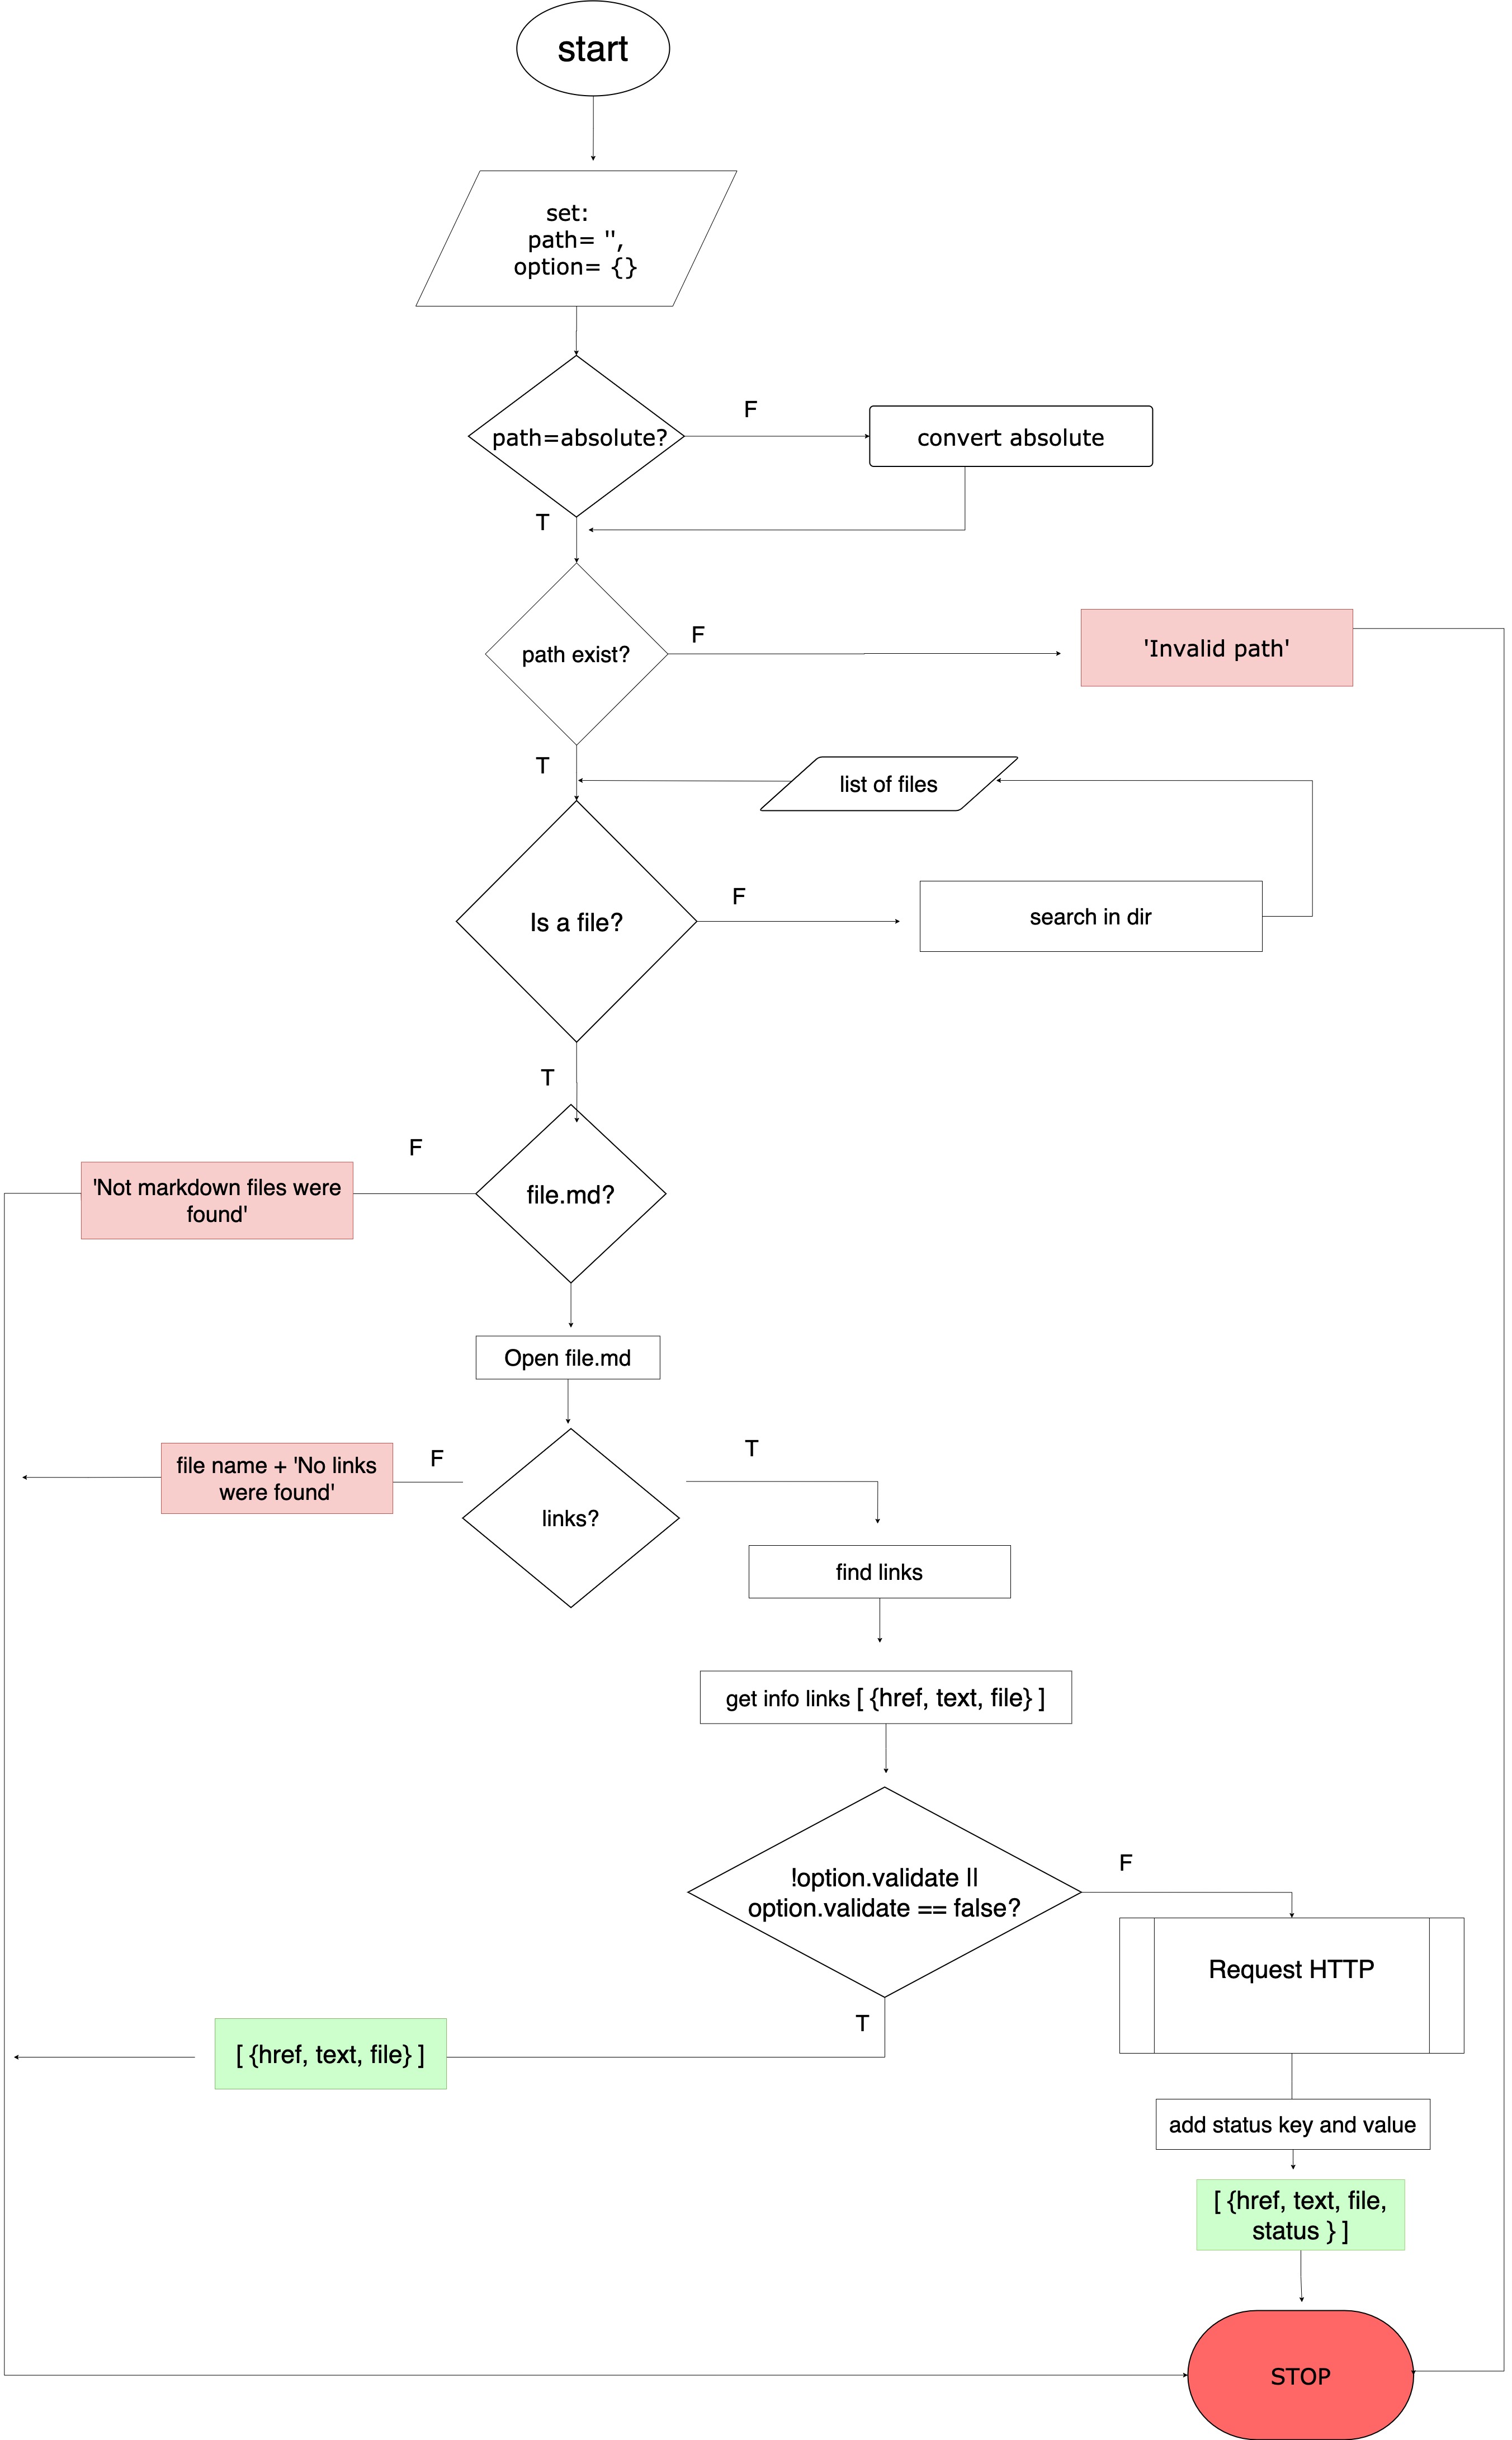 start
set:
path= '',
option= {}
path=absolute?
F
convert absolute
T
path exist?
F
'Invalid path'
T
list of files
Is a file?
F
search in dir
T
F
'Not markdown files were
found'
file.md?
Open file.md
file name + 'No links
were found'
F
links?
T
find links
get info links [ {href, text, file} ]
!option.validate ||
option.validate == false?
F
Request HTTP
T
[ {href, text, file} ]
add status key and value
[ {href, text, file,
status } ]
STOP